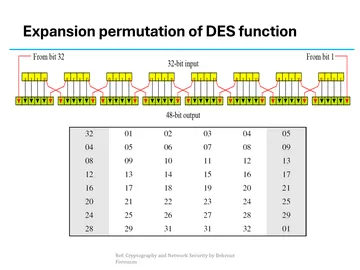 Expansion permutation of DES function
From bit 32
From bit 1
32-bit input
48-bit output
32 01 02 03 04 05
04 05 06 07 08 09
08 09 10 11 12 13
12 13 14 15 16 17
16 17 18 19 20 21
20 21 22 23 24 25
24 25 26 27 28 29
28 29 31 31 32 01
Ref: Cryptography and Network Security by Behrouz
Forouzan